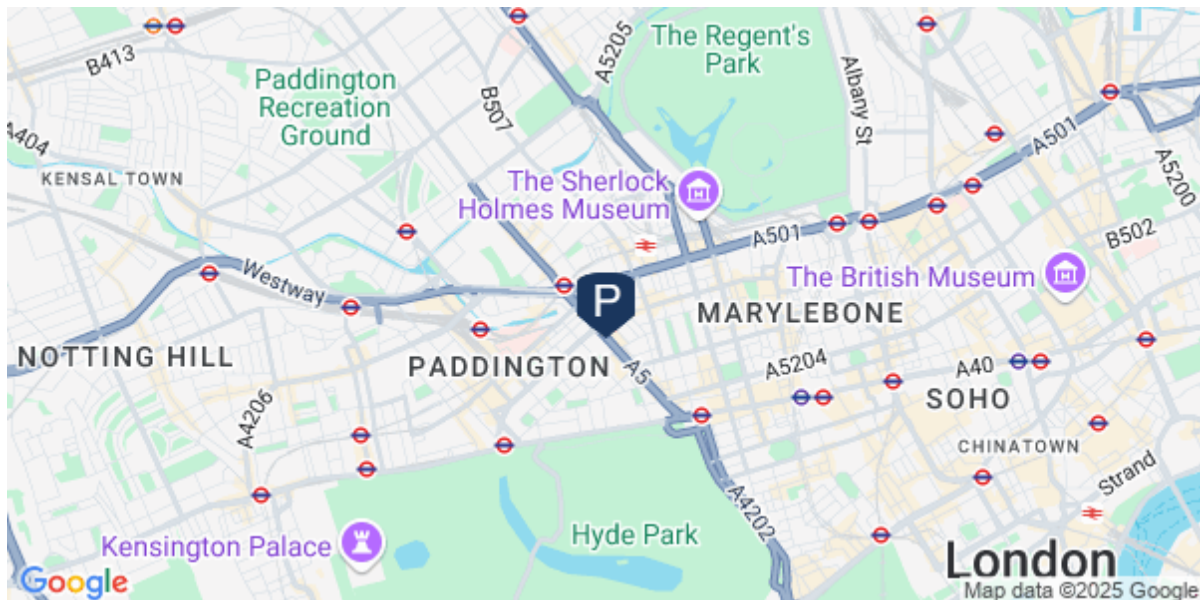 The Regent's
Park
A5205
B413
Paddington
Recreation
Ground
B507
Albany St
A404
A501
A5200
KENSAL TOWN
The Sherlock
Holmes Museum
A501
B502
Westway
The British Museum
P
MARYLEBONE
NOTTING HILL
PADDINGTON
A5
A5204
A40
SOHO
A4206
CHINATOWN
Strand
A4202
Hyde Park
Kensington Palace
London
Google
Map data ©2025 Google